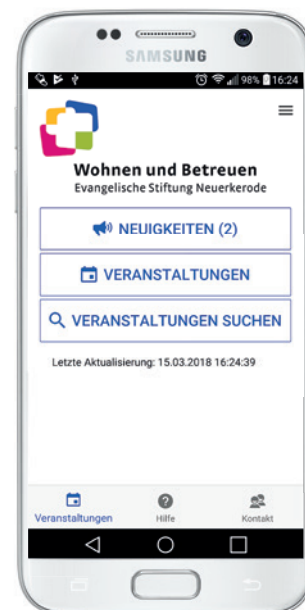 SAMSUNG
98% 16:24
Wohnen und Betreuen
Evangelische Stiftung Neuerkerode
NEUIGKEITEN (2)
VERANSTALTUNGEN
VERANSTALTUNGEN SUCHEN
Letzte Aktualisierung: 15.03.2018 16:24:39
Veranstaltungen Hilfe Kontakt